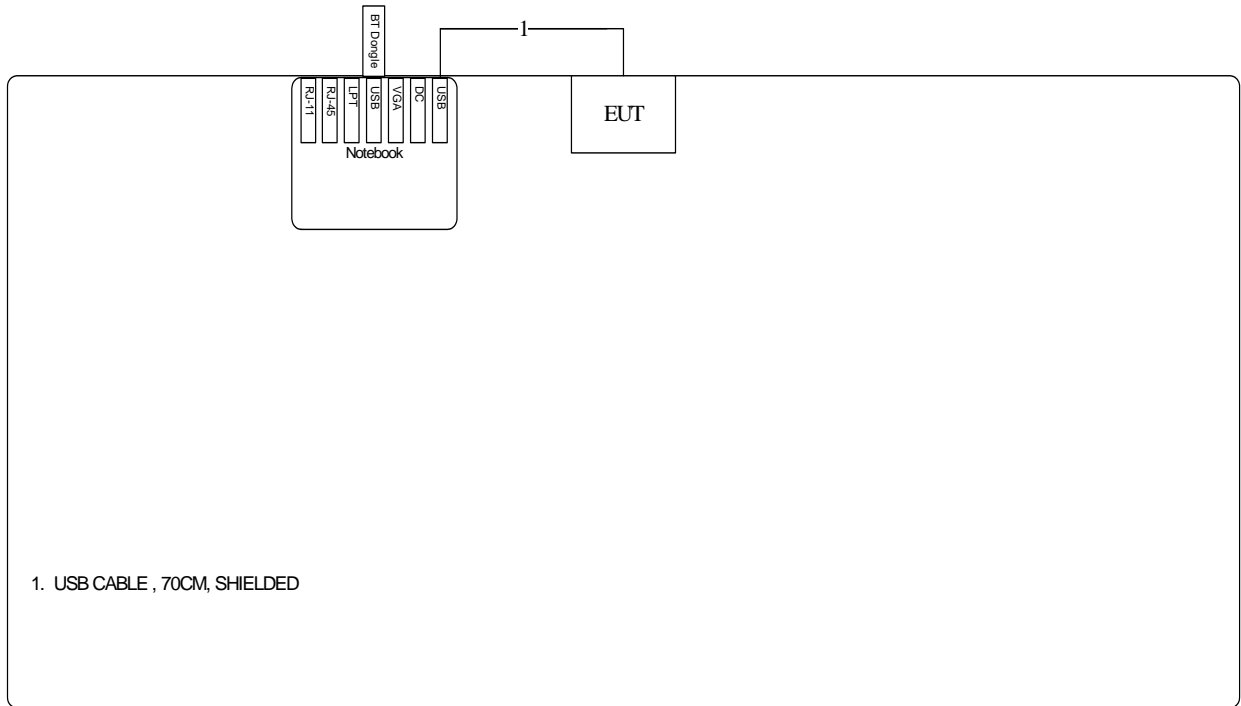 BT Dongle
1
RJ-11
RJ-45
LPT
USB
VGA
DC
USB
EUT
Notebook
1. USB CABLE , 70CM, SHIELDED